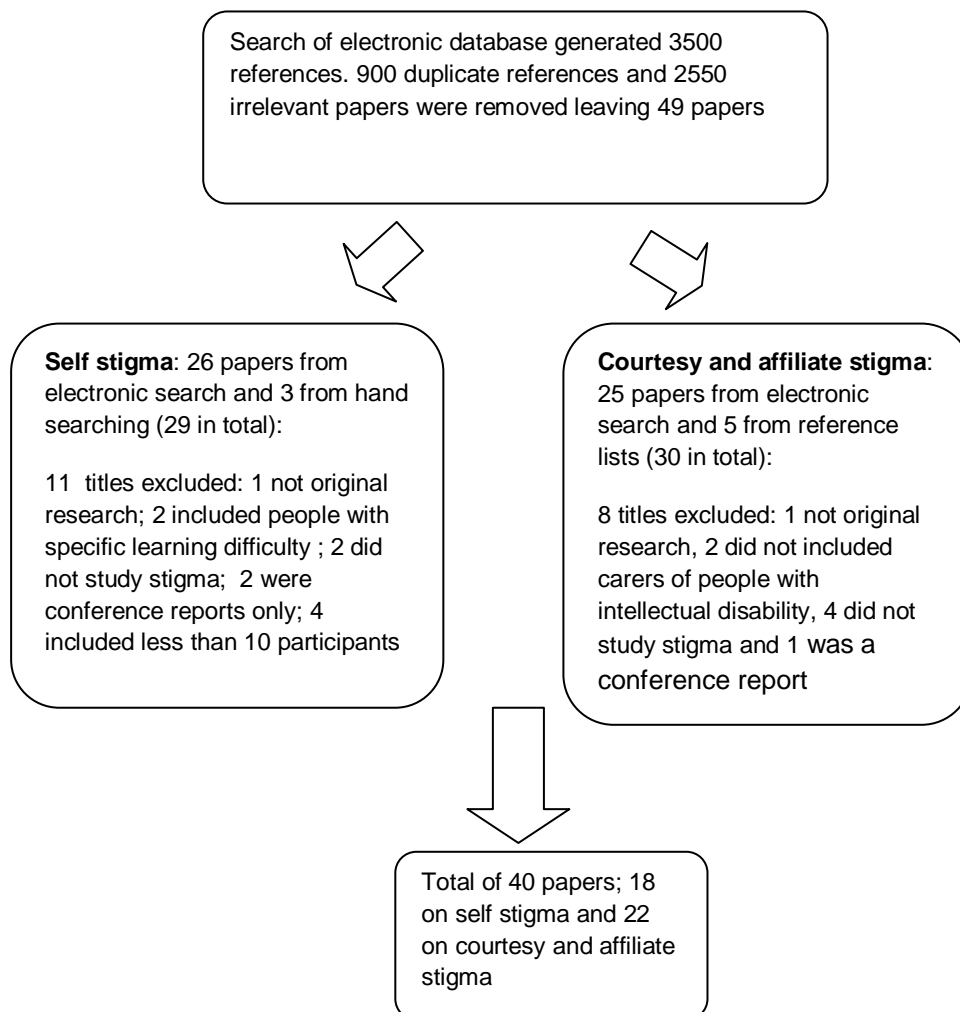 Search of electronic database generated 3500
references. 900 duplicate references and 2550
irrelevant papers were removed leaving 49 papers
Self stigma: 26 papers from
electronic search and 3 from hand
searching (29 in total):
11 titles excluded: 1 not original
research; 2 included people with
specific learning difficulty ; 2 did
not study stigma; 2 were
conference reports only; 4
included less than 10 participants
Courtesy and affiliate stigma:
25 papers from electronic
search and 5 from reference
lists (30 in total):
8 titles excluded: 1 not original
research, 2 did not included
carers of people with
intellectual disability, 4 did not
study stigma and 1 was a
conference report
Total of 40 papers; 18
on self stigma and 22
on courtesy and affiliate
stigma